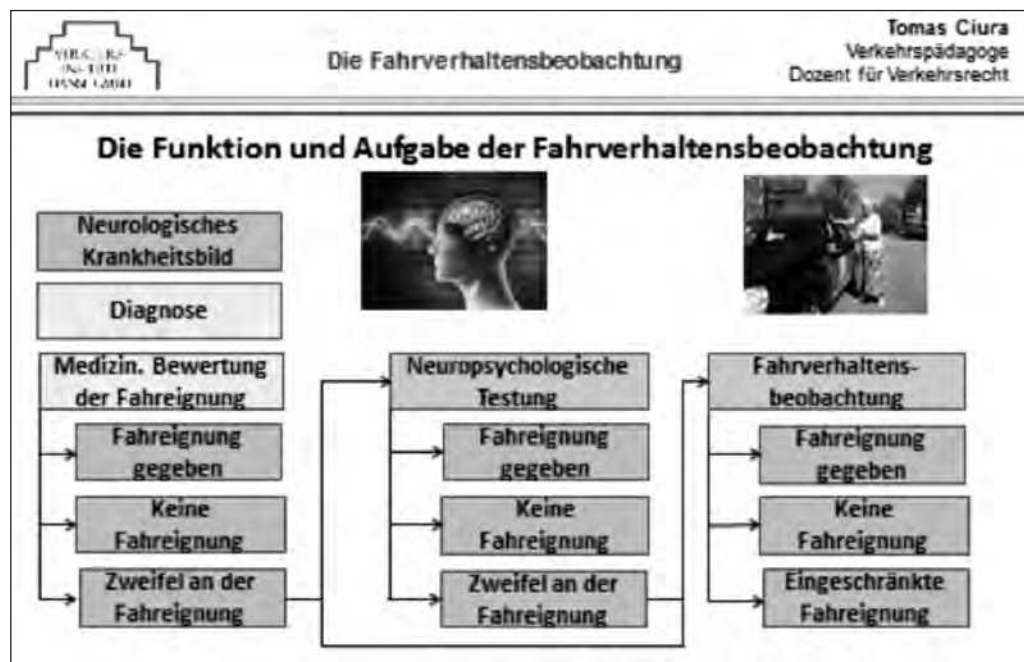 Die Fahrverhaltensbeobachtung
Tomas Ciura
Verkehrspädagoge
Dozent für Verkehrsrecht
Die Funktion und Aufgabe der Fahrverhaltensbeobachtung
Neurologisches
Krankheitsbild
Diagnose
Medizin. Bewertung
der Fahreignung
Fahreignung
gegeben
Keine
Fahreignung
Zweifel an der
Fahreignung
Neuropsychologische
Testung
Fahreignung
gegeben
Keine
Fahreignung
Zweifel an der
Fahreignung
Fahrverhaltens-
beobachtung
Fahreignung
gegeben
Keine
Fahreignung
Eingeschränkte
Fahreignung